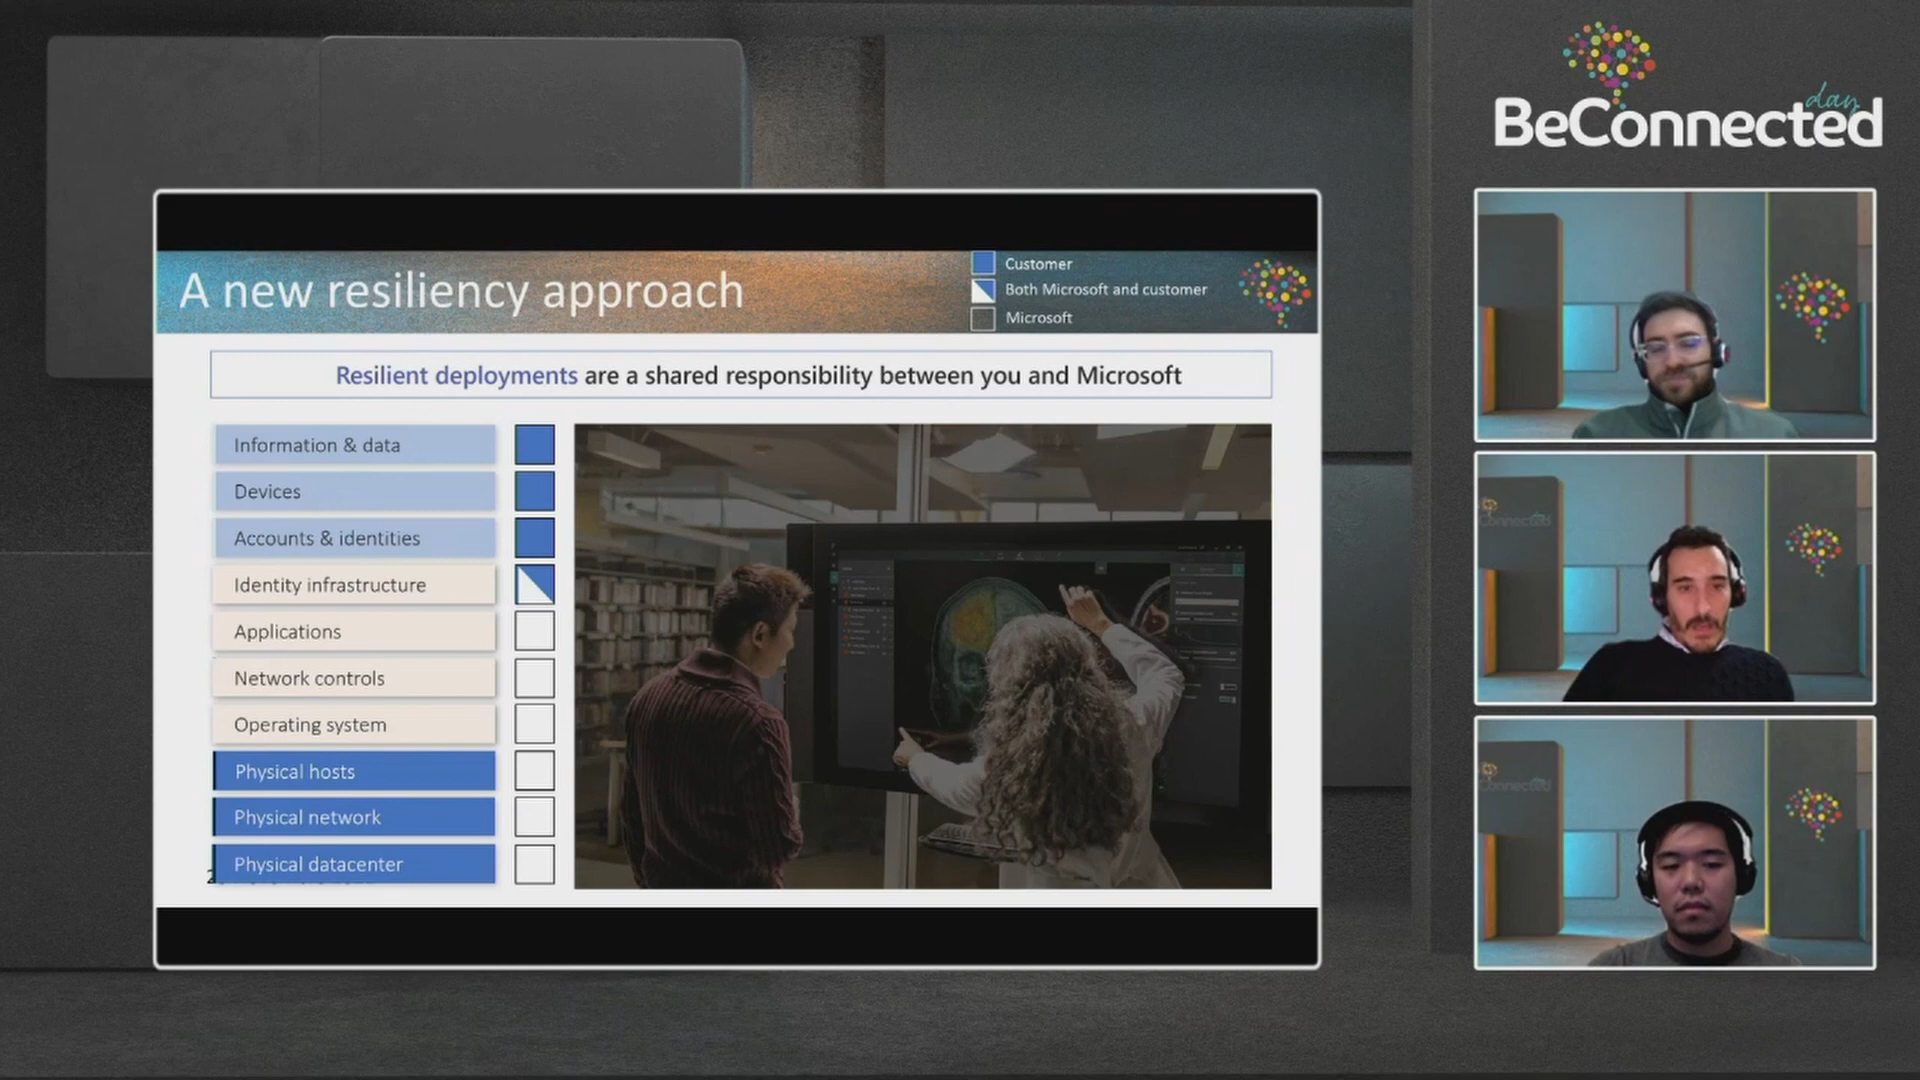 day
BeConnected
A new resiliency approach
Customer
Both Microsoft and customer
Microsoft
Resilient deployments are a shared responsibility between you and Microsoft
Information & data
Devices
Accounts & identities
Identity infrastructure
Applications
Network controls
Operating system
Physical hosts
Physical network
Physical datacenter
Connected
Connected